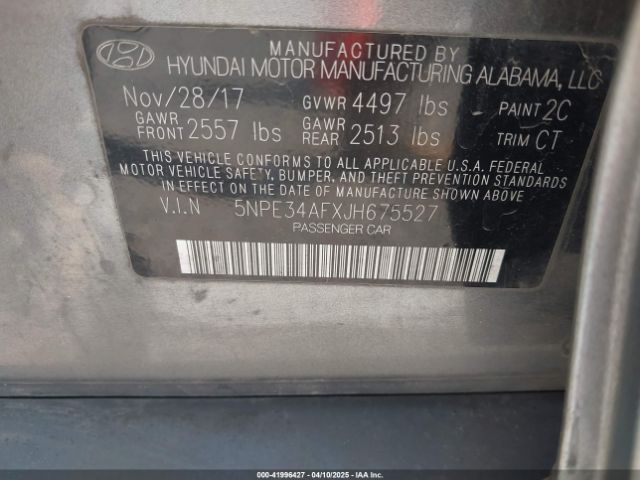 MANUFACTURED BY
HYUNDAI MOTOR MANUFACTURING ALABAMA, LLC
Nov/28/17 GVWR 4497 lbs PAINT 2C
GAWR FRONT 2557 lbs GAWR REAR 2513 lbs TRIM CT
THIS VEHICLE CONFORMS TO ALL APPLICABLE U.S.A. FEDERAL
MOTOR VEHICLE SAFETY, BUMPER, AND THEFT PREVENTION STANDARDS
IN EFFECT ON THE DATE OF MANUFACTURE SHOWN ABOVE.
V.I.N 5NPE34AFXJH675527
PASSENGER CAR
000-41996427 - 04/10/2025 - IAA Inc.